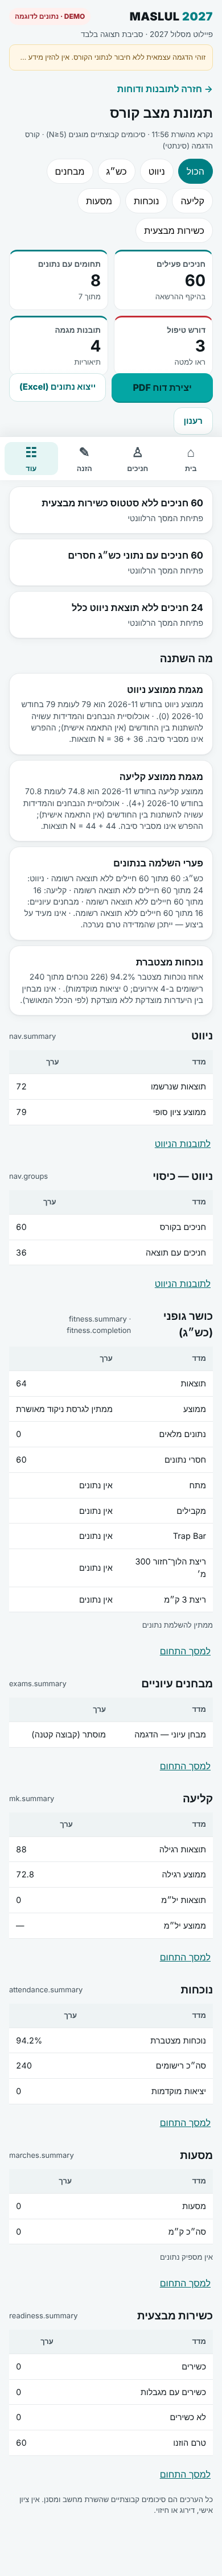 MASLUL 2027
DEMO · נתונים לדוגמה
פיילוט מסלול 2027 · סביבת תצוגה בלבד
זוהי הדגמה עצמאית ללא חיבור לנתוני הקורס. אין להזין מידע ...
→ חזרה לתובנות ודוחות
תמונת מצב קורס
נקרא מהשרת 11:56 · סיכומים קבוצתיים מוגנים (N≥5) · קורס
הדגמה (סינתטי)
הכול
ניווט
כש״ג
מבחנים
קליעה
נוכחות
מסעות
כשירות מבצעית
חניכים פעילים
60
בהיקף ההרשאה
תחומים עם נתונים
8
מתוך 7
דורש טיפול
3
ראו למטה
תובנות מגמה
4
תיאוריות
יצירת דוח PDF
ייצוא נתונים (Excel)
רענון
בית
חניכים
הזנה
עוד
60 חניכים ללא סטטוס כשירות מבצעית
פתיחת המסך הרלוונטי
60 חניכים עם נתוני כש״ג חסרים
פתיחת המסך הרלוונטי
24 חניכים ללא תוצאת ניווט כלל
פתיחת המסך הרלוונטי
מה השתנה
מגמת ממוצע ניווט
ממוצע ניווט בחודש 2026-11 הוא 79 לעומת 79 בחודש
2026-10 (0). · אוכלוסיית הנבחנים והמדידות עשויה
להשתנות בין החודשים (אין התאמה אישית); ההפרש
אינו מסביר סיבה. N = 36 + 36 תוצאות.
מגמת ממוצע קליעה
ממוצע קליעה בחודש 2026-11 הוא 74.8 לעומת 70.8
בחודש 2026-10 (+4). · אוכלוסיית הנבחנים והמדידות
עשויה להשתנות בין החודשים (אין התאמה אישית);
ההפרש אינו מסביר סיבה. N = 44 + 44 תוצאות.
פערי השלמה בנתונים
כש״ג: 60 מתוך 60 חיילים ללא תוצאה רשומה · ניווט:
24 מתוך 60 חיילים ללא תוצאה רשומה · קליעה: 16
מתוך 60 חיילים ללא תוצאה רשומה · מבחנים עיוניים:
16 מתוך 60 חיילים ללא תוצאה רשומה. · אינו מעיד על
ביצוע — ייתכן שהמדידה טרם נערכה.
נוכחות מצטברת
אחוז נוכחות מצטבר 94.2% (226 נוכחים מתוך 240
רישומים ב-4 אירועים; 0 יציאות מוקדמות). · אינו מבחין
בין היעדרות מוצדקת ללא מוצדקת (לפי הכלל המאושר).
ניווט
nav.summary
מדד ערך
תוצאות שנרשמו 72
ממוצע ציון סופי 79
לתובנות הניווט
ניווט — כיסוי
nav.groups
מדד ערך
חניכים בקורס 60
חניכים עם תוצאה 36
לתובנות הניווט
כושר גופני
(כש״ג)
fitness.summary ·
fitness.completion
מדד ערך
תוצאות 64
ממוצע ממתין לגרסת ניקוד מאושרת
נתונים מלאים 0
חסרי נתונים 60
מתח אין נתונים
מקבילים אין נתונים
Trap Bar אין נתונים
ריצת הלוך־חזור 300
מ׳ אין נתונים
ריצת 3 ק״מ אין נתונים
ממתין להשלמת נתונים
למסך התחום
מבחנים עיוניים
exams.summary
מדד ערך
מבחן עיוני — הדגמה מוסתר (קבוצה קטנה)
למסך התחום
קליעה
mk.summary
מדד ערך
תוצאות רגילה 88
ממוצע רגילה 72.8
תוצאות יל״מ 0
ממוצע יל״מ —
למסך התחום
נוכחות
attendance.summary
מדד ערך
נוכחות מצטברת 94.2%
סה״כ רישומים 240
יציאות מוקדמות 0
למסך התחום
מסעות
marches.summary
מדד ערך
מסעות 0
סה״כ ק״מ 0
אין מספיק נתונים
למסך התחום
כשירות מבצעית
readiness.summary
מדד ערך
כשירים 0
כשירים עם מגבלות 0
לא כשירים 0
טרם הוזנו 60
למסך התחום
כל הערכים הם סיכומים קבוצתיים שהשרת מחשב ומסנן. אין ציון
אישי, דירוג או חיזוי.